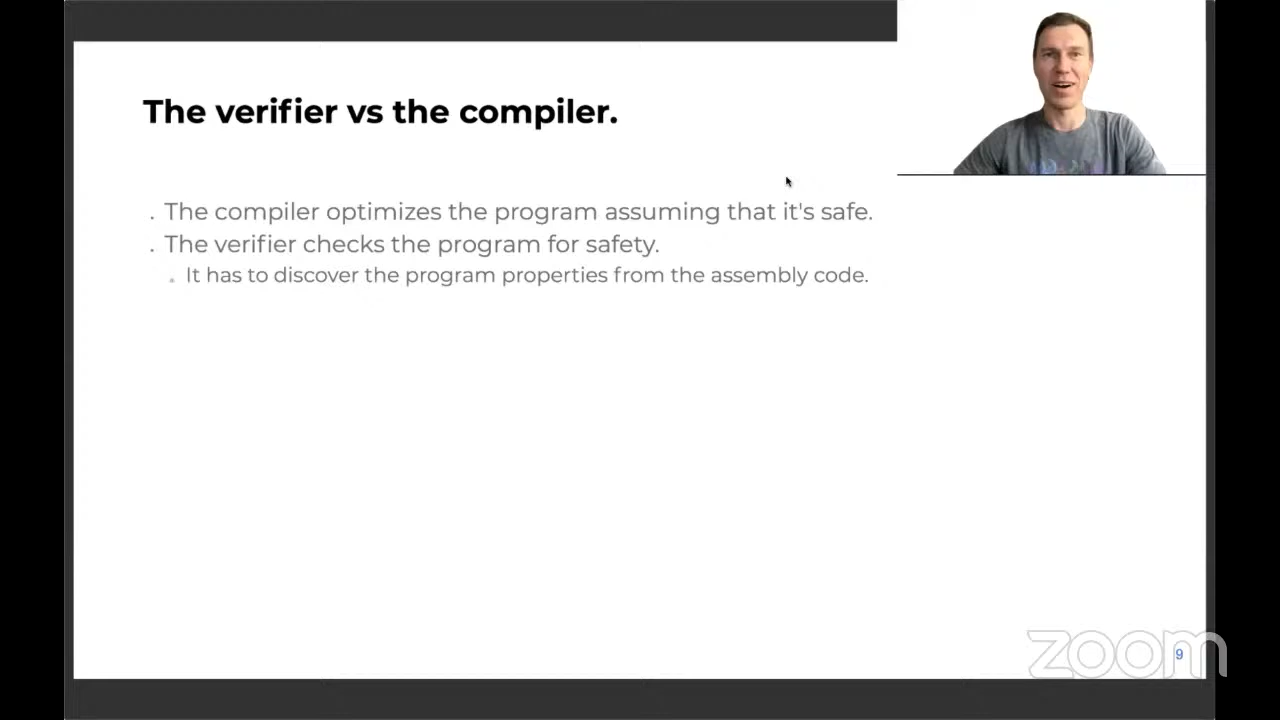 The verifier vs the compiler.
. The compiler optimizes the program assuming that it's safe.
. The verifier checks the program for safety.
. It has to discover the program properties from the assembly code.
zoom
9